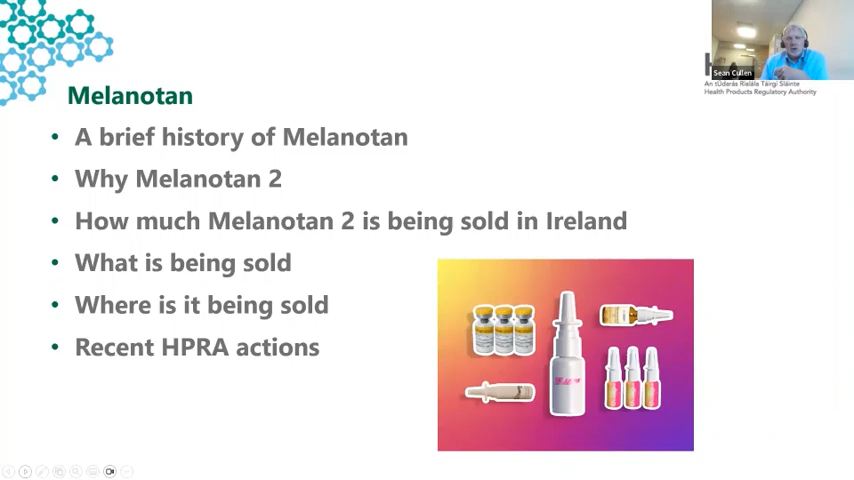 Sean Cullen
An tÚdarás Rialála Táirgí Sláinte
Health Products Regulatory Authority
Melanotan
• A brief history of Melanotan
• Why Melanotan 2
• How much Melanotan 2 is being sold in Ireland
• What is being sold
• Where is it being sold
• Recent HPRA actions